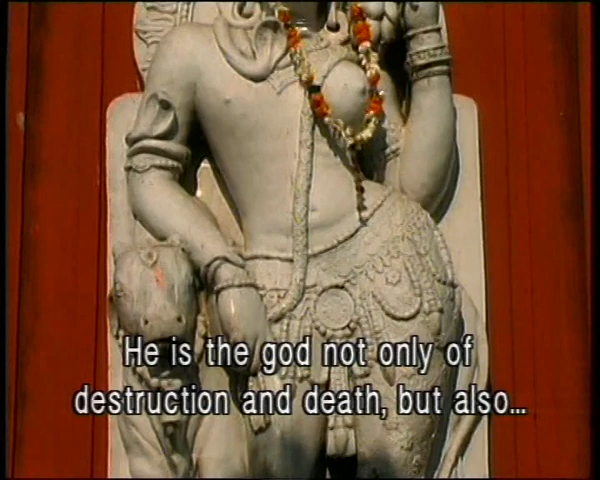 He is the god not only of
destruction and death, but also...